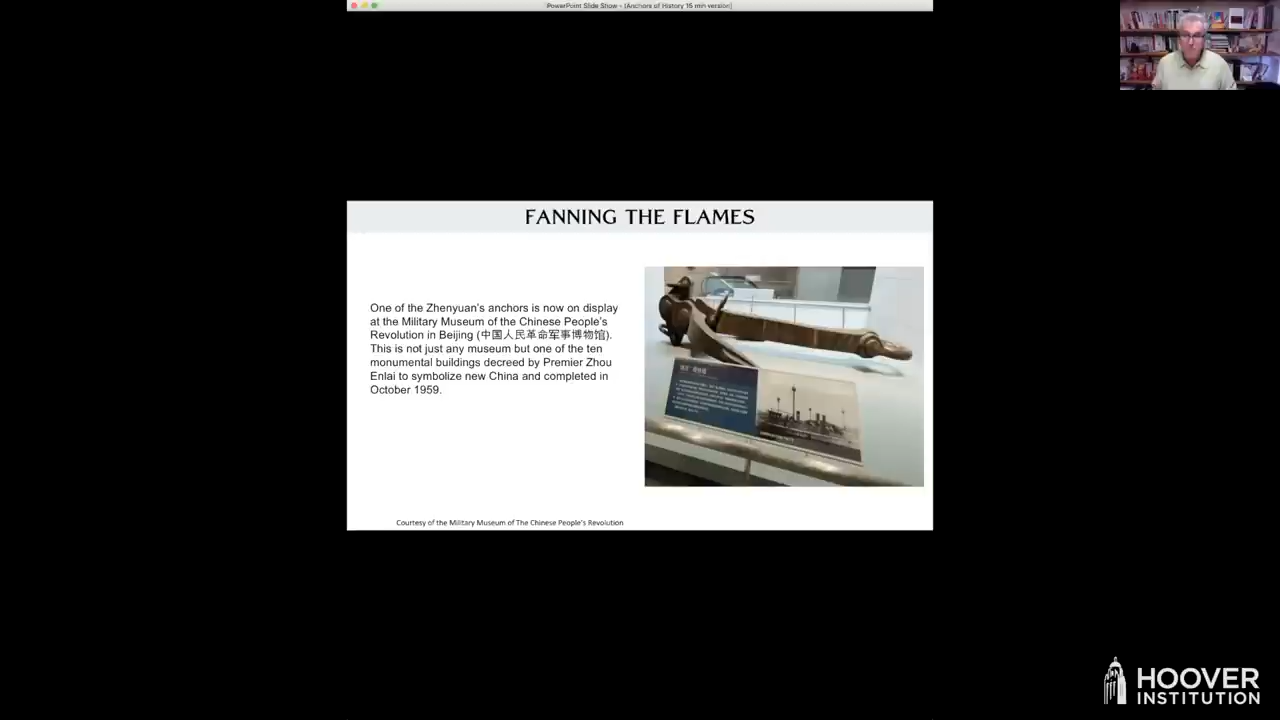 PowerPoint Slide Show - [Anchors of History 15 min version]
FANNING THE FLAMES
One of the Zhenyuan's anchors is now on display
at the Military Museum of the Chinese People's
Revolution in Beijing (中国人民革命军事博物馆).
This is not just any museum but one of the ten
monumental buildings decreed by Premier Zhou
Enlai to symbolize new China and completed in
October 1959.
Courtesy of the Military Museum of The Chinese People's Revolution
HOOVER
INSTITUTION